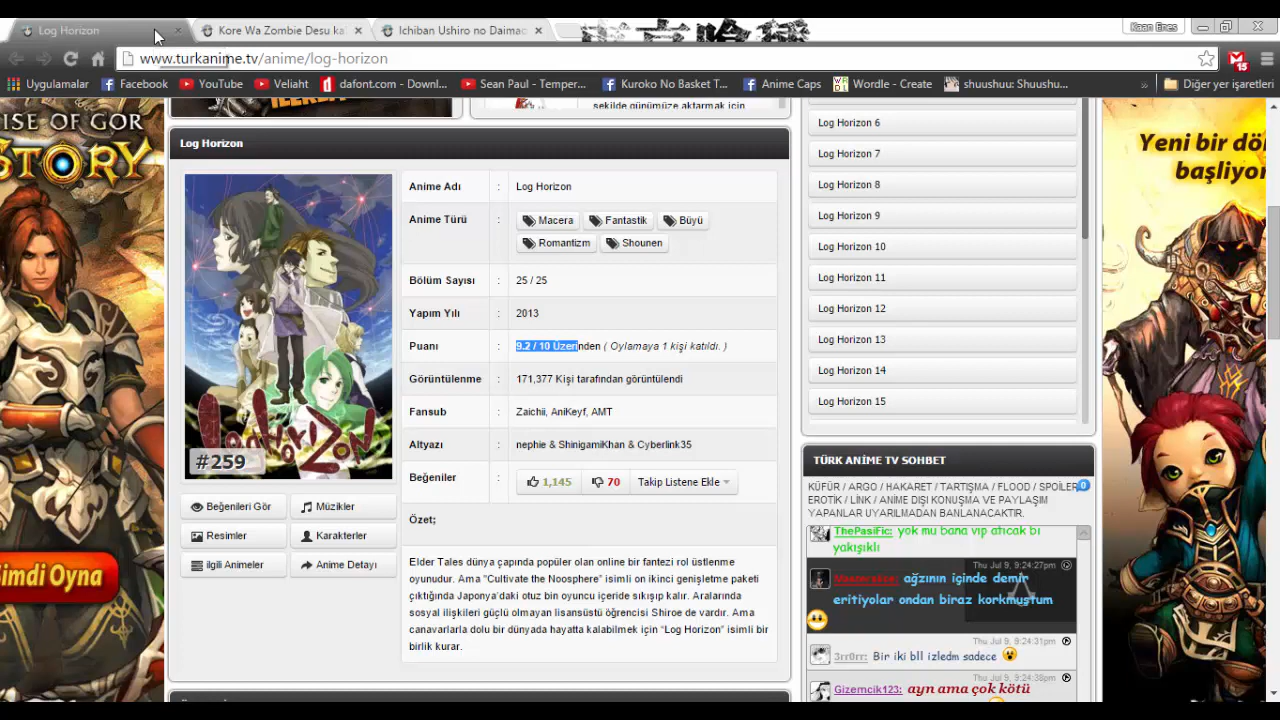 Log Horizon
Kore Wa Zombie Desu ka
Ichiban Ushiro no Daimao
Kaan Enes
www.turkanime.tv/anime/log-horizon
15
Uygulamalar
Facebook
YouTube
Veliaht
dafont.com - Downl...
Sean Paul - Temper...
Kuroko No Basket T...
Anime Caps
Wordle - Create
shuushuu: Shuushu...
»
Diğer yer işaretleri
ISE OF GOR
STORY
Şimdi Oyna
şekilde günümüze aktarmak için
Log Horizon
#259
Beğenileri Gör
Müzikler
Resimler
Karakterler
ilgili Animeler
Anime Detayı
Anime Adı : Log Horizon
Anime Türü : Macera Fantastik Büyü
Romantizm Shounen
Bölüm Sayısı : 25 / 25
Yapım Yılı : 2013
Puanı : 9.2 / 10 Üzerinden ( Oylamaya 1 kişi katıldı. )
Görüntülenme : 171,377 Kişi tarafından görüntülendi
Fansub : Zaichii, AniKeyf, AMT
Altyazı : nephie & ShinigamiKhan & Cyberlink35
Beğeniler : 1,145 70 Takip Listene Ekle
Özet;
Elder Tales dünya çapında popüler olan online bir fantezi rol üstlenme
oyunudur. Ama “Cultivate the Noosphere” isimli on ikinci genişletme paketi
çıktığında Japonya’daki otuz bin oyuncu içeride sıkışıp kalır. Aralarında
sosyal ilişkileri güçlü olmayan lisansüstü öğrencisi Shiroe de vardır. Ama
canavarlarla dolu bir dünyada hayatta kalabilmek için “Log Horizon” isimli bir
birlik kurar.
Log Horizon 6
Log Horizon 7
Log Horizon 8
Log Horizon 9
Log Horizon 10
Log Horizon 11
Log Horizon 12
Log Horizon 13
Log Horizon 14
Log Horizon 15
TÜRK ANİME TV SOHBET
KÜFÜR / ARGO / HAKARET / TARTIŞMA / FLOOD / SPOİLER 0
EROTİK / LINK / ANİME DIŞI KONUŞMA VE PAYLAŞIM
YAPANLAR UYARILMADAN BANLANACAKTIR.
ThePasiFic: yok mu bana vip atıcak bi
yakışıklı
Thu Jul 9, 9:24:27pm
ağzının içinde demir
eritiyolar ondan biraz korkmuştum
Thu Jul 9, 9:24:31pm
3rr0rr: Bir iki bll izledm sadece
Thu Jul 9, 9:24:38pm
Gizemcik123: ayn ama çok kötü
Yeni bir dö
başlıyor